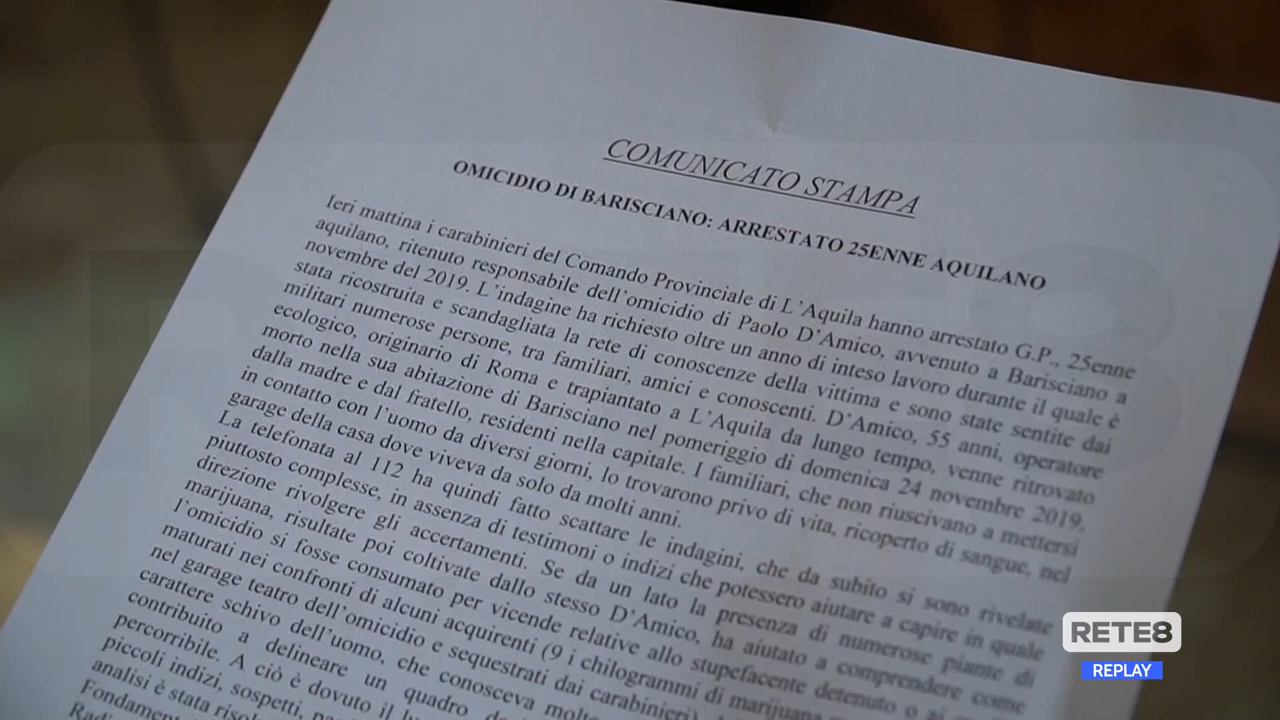 COMUNICATO STAMPA
OMICIDIO DI BARISCIANO: ARRESTATO 25ENNE AQUILANO
Ieri mattina i carabinieri del Comando Provinciale di L'Aquila hanno arrestato G.P., 25enne
aquilano, ritenuto responsabile dell'omicidio di Paolo D'Amico, avvenuto a Barisciano a
novembre del 2019. L'indagine ha richiesto oltre un anno di inteso lavoro durante il quale è
stata ricostruita e scandagliata la rete di conoscenze della vittima e sono state sentite dai
militari numerose persone, tra familiari, amici e conoscenti. D'Amico, 55 anni, operatore
ecologico, originario di Roma e trapiantato a L'Aquila da lungo tempo, venne ritrovato
morto nella sua abitazione di Barisciano nel pomeriggio di domenica 24 novembre 2019,
dalla madre e dal fratello, residenti nella capitale. I familiari, che non riuscivano a mettersi
in contatto con l'uomo da diversi giorni, lo trovarono privo di vita, ricoperto di sangue, nel
garage della casa dove viveva da solo da molti anni.
La telefonata al 112 ha quindi fatto scattare le indagini, che da subito si sono rivelate
piuttosto complesse, in assenza di testimoni o indizi che potessero aiutare a capire in quale
direzione rivolgere gli accertamenti. Se da un lato la presenza di numerose piante di
marijuana, risultate poi coltivate dallo stesso D'Amico, ha aiutato a comprendere come
l'omicidio si fosse consumato per vicende relative allo stupefacente detenuto o ai
maturati nei confronti di alcuni acquirenti (9 i chilogrammi di marijuana
nel garage teatro dell'omicidio e sequestrati dai carabinieri),
carattere schivo dell'uomo, che conosceva molte
contribuito a delineare un quadro
percorribile. A ciò è dovuto il
piccoli indizi, sospetti,
analisi è stata
RETE8
REPLAY